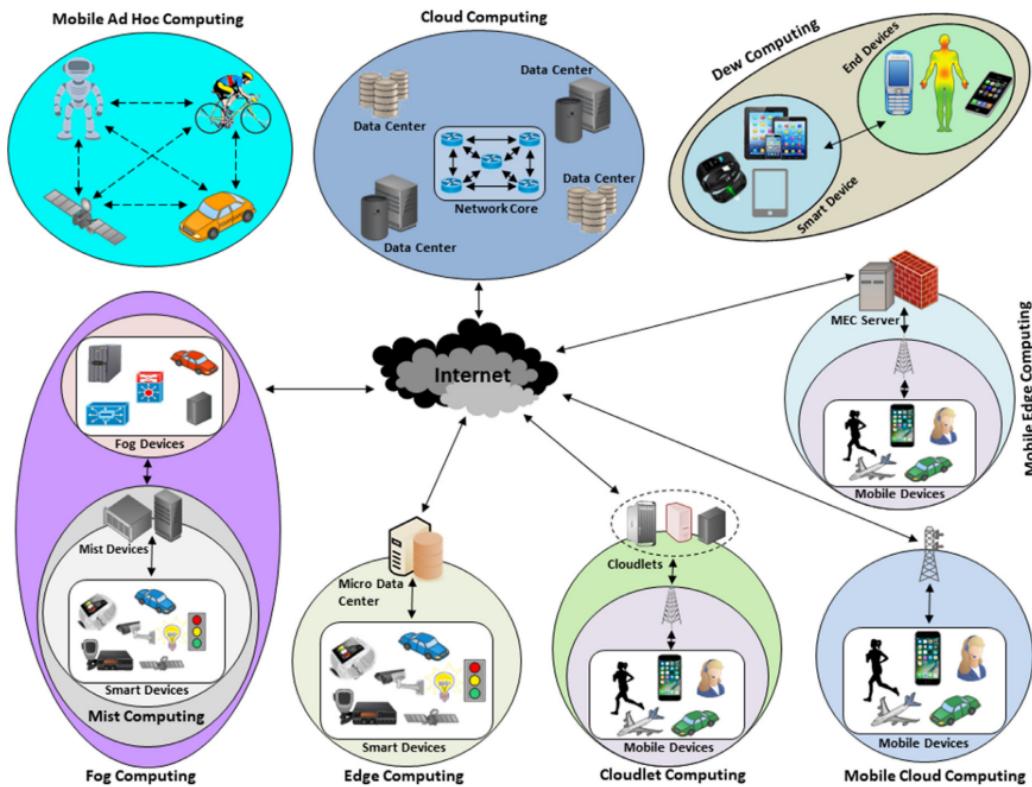 Mobile Ad Hoc Computing
Cloud Computing
Data Center
Data Center
Network Core
Data Center
Data Center
Dew Computing
End Devices
Smart Device
Internet
MEC Server
Mobile Devices
Mobile Edge Computing
Fog Devices
Mist Devices
Smart Devices
Mist Computing
Fog Computing
Micro Data
Center
Smart Devices
Edge Computing
Cloudlets
Mobile Devices
Cloudlet Computing
Mobile Devices
Mobile Cloud Computing